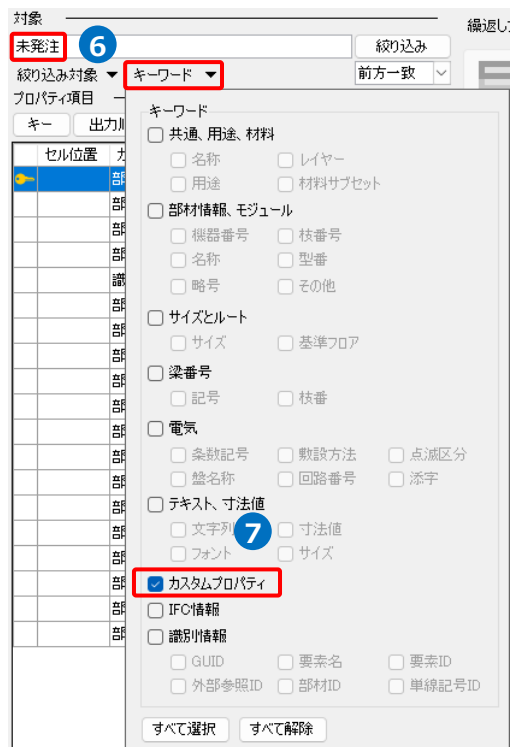 対象
繰返し
未発注 6 絞り込み
絞り込み対象 ▼ キーワード ▼ 前方一致
プロパティ項目
キー 出力
セル位置
キーワード
共通、用途、材料
名称 レイヤー
用途 材料サブセット
部材情報、モジュール
機器番号 枝番号
名称 型番
略号 その他
サイズとルート
サイズ 基準フロア
梁番号
記号 枝番
電気
条数記号 敷設方法 点滅区分
盤名称 回路番号 添字
テキスト、寸法値
文字列 7 寸法値
フォント サイズ
カスタムプロパティ
IFC情報
識別情報
GUID 要素名 要素ID
外部参照ID 部材ID 単線記号ID
すべて選択 すべて解除